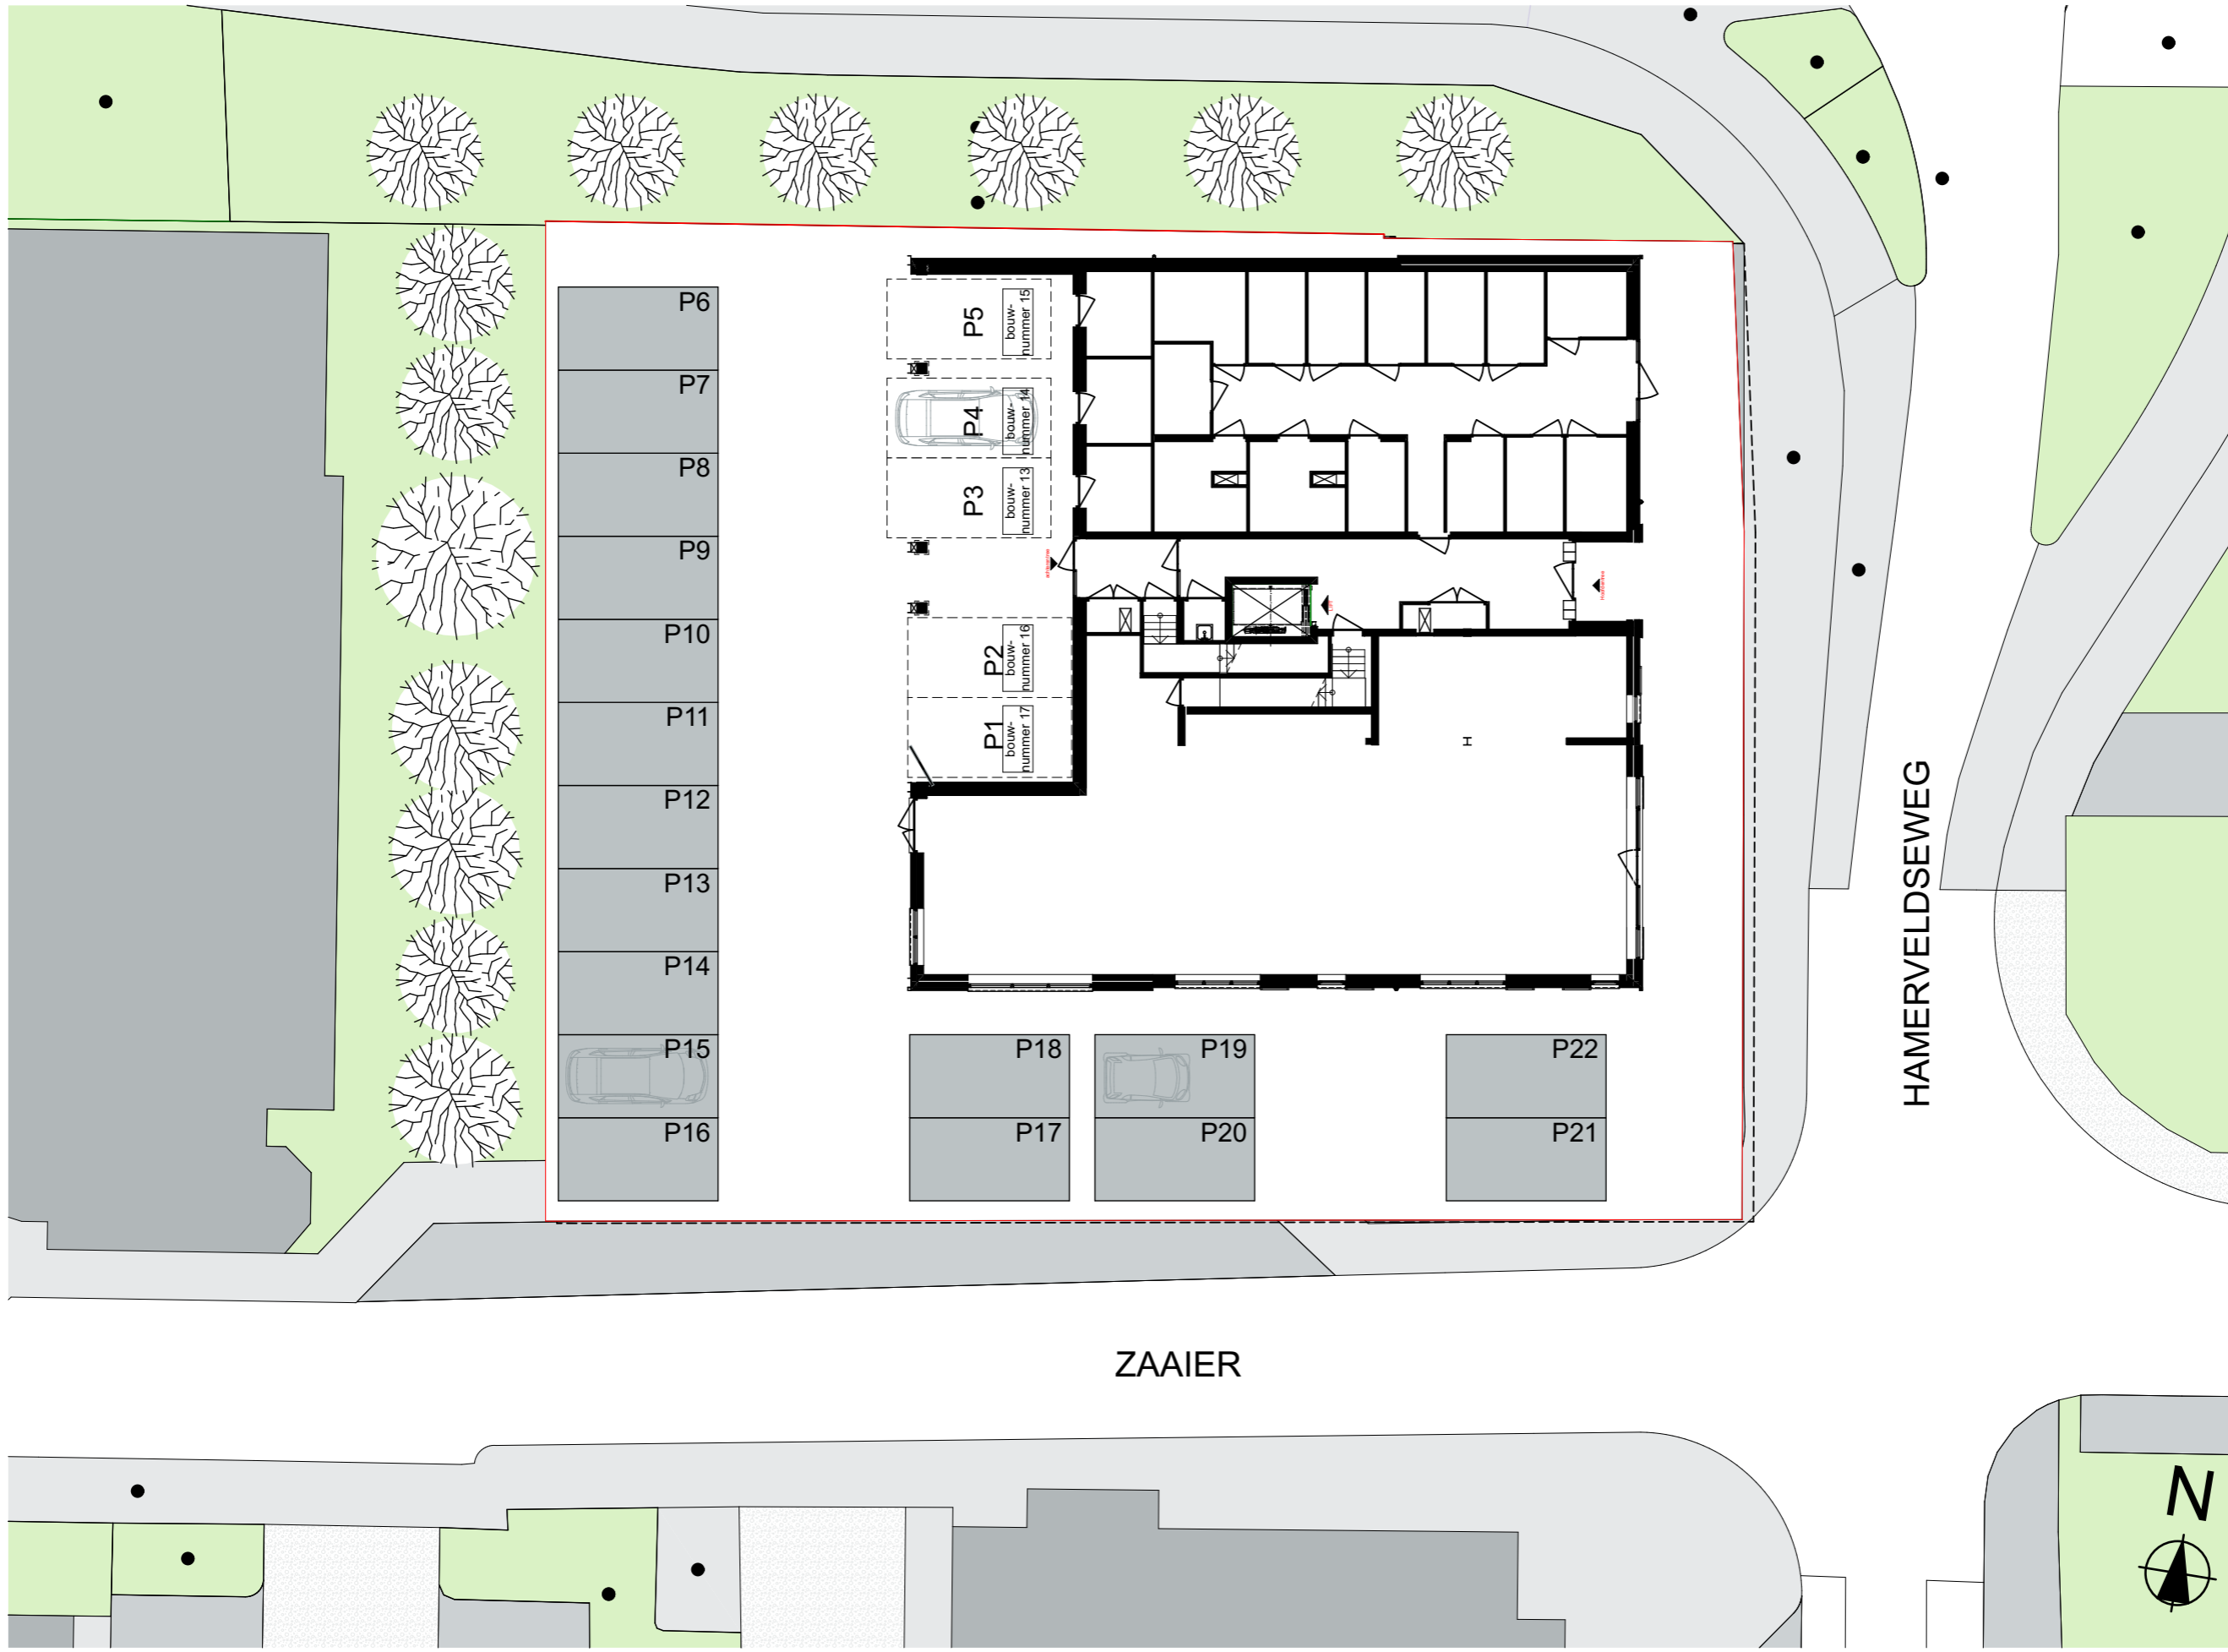 P6
P7
P8
P9
P10
P11
P12
P13
P14
P15
P16
P5
bouw-
nummer 15
P4
bouw-
nummer 14
P3
bouw-
nummer 13
P2
bouw-
nummer 16
P1
bouw-
nummer 17
P18
P17
P19
P20
P22
P21
HAMERVELDSEWEG
ZAAIER
N